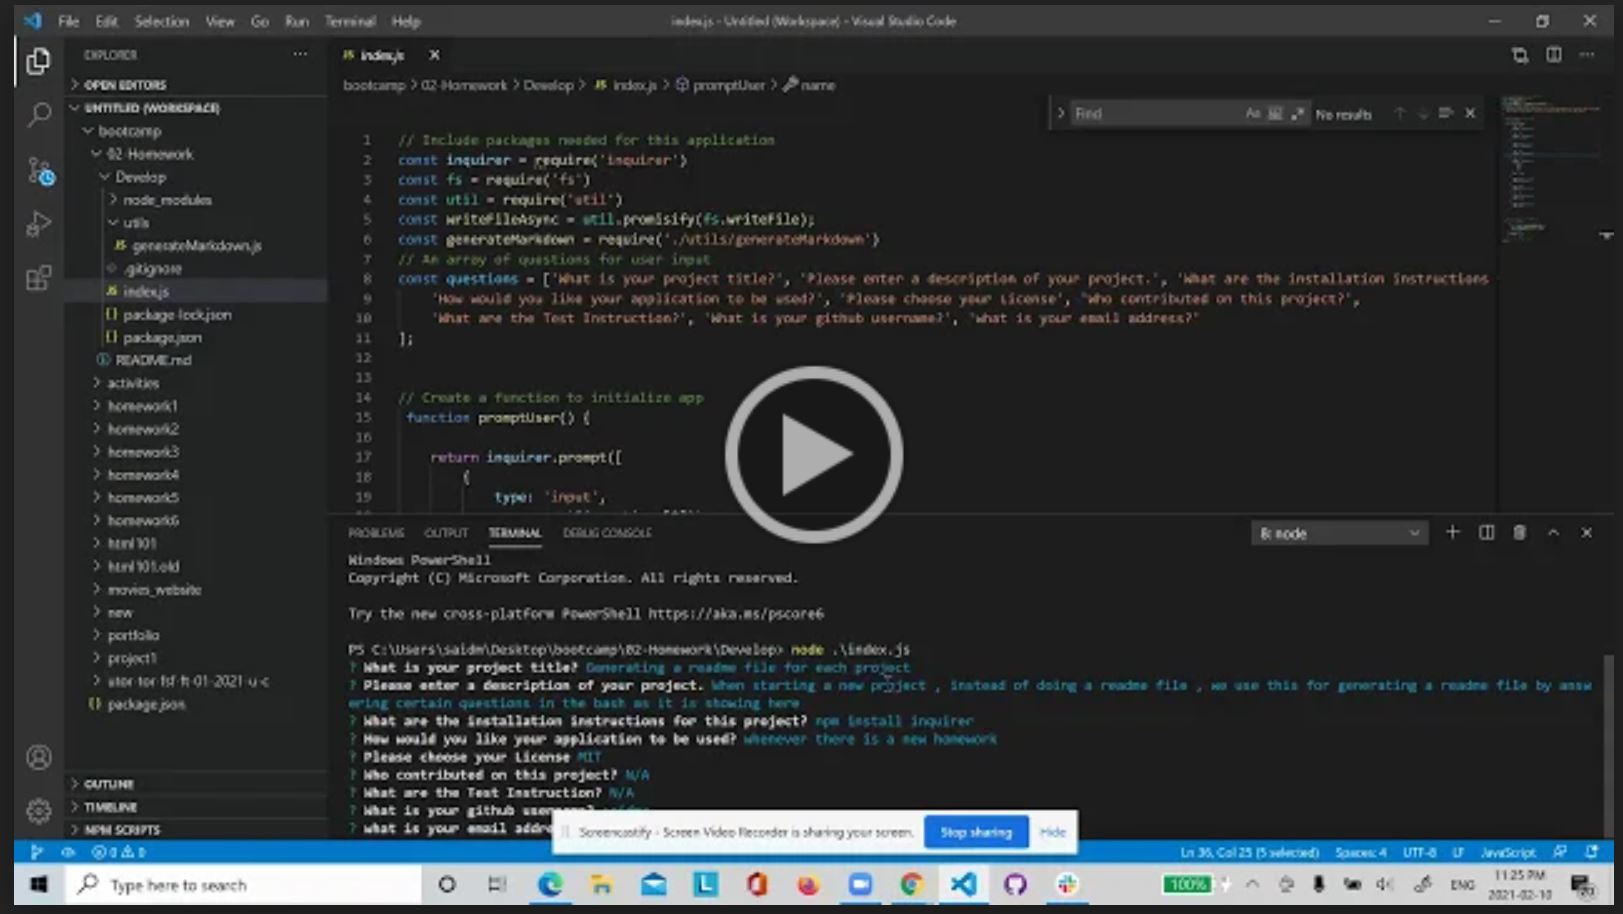 File Edit Selection View Go Run Terminal Help
index.js - Untitled (Workspace) - Visual Studio Code
EXPLORER
OPEN EDITORS
UNTITLED (WORKSPACE)
bootcamp
02-Homework
Develop
node_modules
utils
JS generateMarkdown.js
.gitignore
JS index.js
{} package-lock.json
{} package.json
README.md
activities
homework1
homework2
homework3
homework4
homework5
homework6
html101
html101.old
movies_website
new
portfolio
project1
utor-tor-fsf-ft-01-2021-u-c
{} package.json
OUTLINE
TIMELINE
NPM SCRIPTS
JS index.js
bootcamp > 02-Homework > Develop > JS index.js > promptUser > name
Find
No results
1 // Include packages needed for this application
2 const inquirer = require('inquirer')
3 const fs = require('fs')
4 const util = require('util')
5 const writeFileAsync = util.promisify(fs.writeFile);
6 const generateMarkdown = require('./utils/generateMarkdown')
7 // An array of questions for user input
8 const questions = ['What is your project title?', 'Please enter a description of your project.', 'What are the installation instructions
9 'How would you like your application to be used?', 'Please choose your License', 'Who contributed on this project?',
10 'What are the Test Instruction?', 'What is your github username?', 'what is your email address?'
11 ];
12
13
14 // Create a function to initialize app
15 function promptUser() {
16
17 return inquirer.prompt([
18 {
19 type: 'input',
PROBLEMS OUTPUT TERMINAL DEBUG CONSOLE
8: node
Windows PowerShell
Copyright (C) Microsoft Corporation. All rights reserved.
Try the new cross-platform PowerShell https://aka.ms/pscore6
PS C:\Users\saidm\Desktop\bootcamp\02-Homework\Develop> node .\index.js
? What is your project title? Generating a readme file for each project
? Please enter a description of your project. When starting a new project , instead of doing a readme file , we use this for generating a readme file by answ
ering certain questions in the bash as it is showing here
? What are the installation instructions for this project? npm install inquirer
? How would you like your application to be used? whenever there is a new homework
? Please choose your License MIT
? Who contributed on this project? N/A
? What are the Test Instruction? N/A
? What is your github
? what is your email
Screencastify - Screen Video Recorder is sharing your screen.
Stop sharing
Hide
0 0
Ln 36, Col 25 (5 selected) Spaces: 4 UTF-8 LF JavaScript
Type here to search
100%
ENG
11:25 PM
2021-02-10